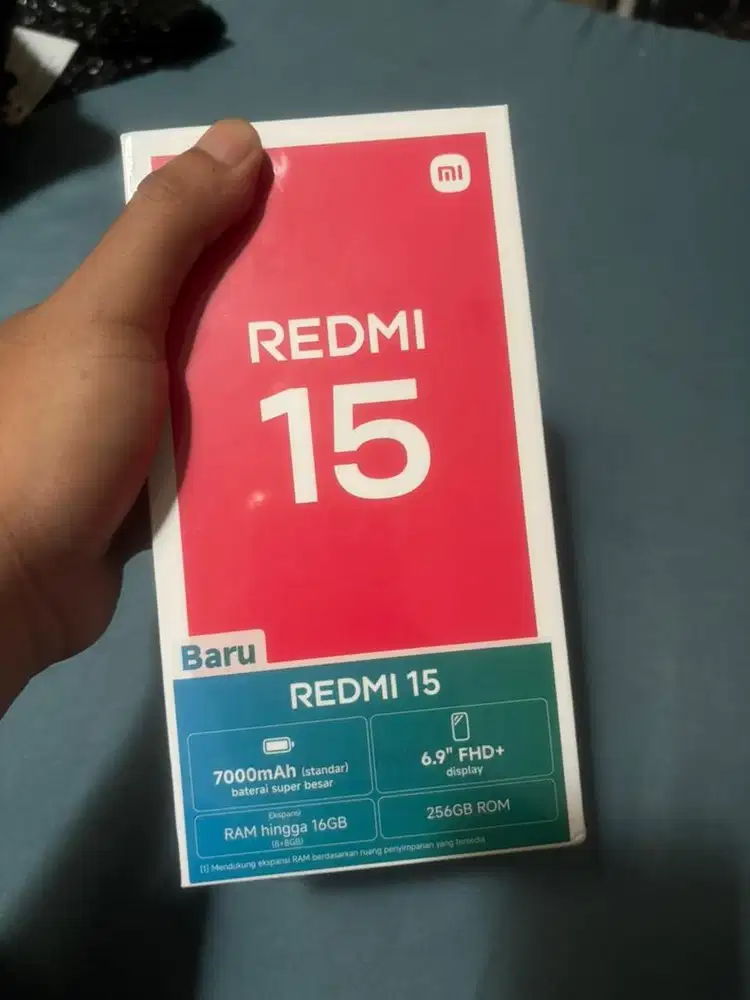 mi
REDMI
15
Baru
REDMI 15
7000mAh (standar)
baterai super besar
6.9" FHD+
display
Ekspansi
RAM hingga 16GB
(8+8GB)
256GB ROM
[1] Mendukung ekspansi RAM berdasarkan ruang penyimpanan yang tersedia